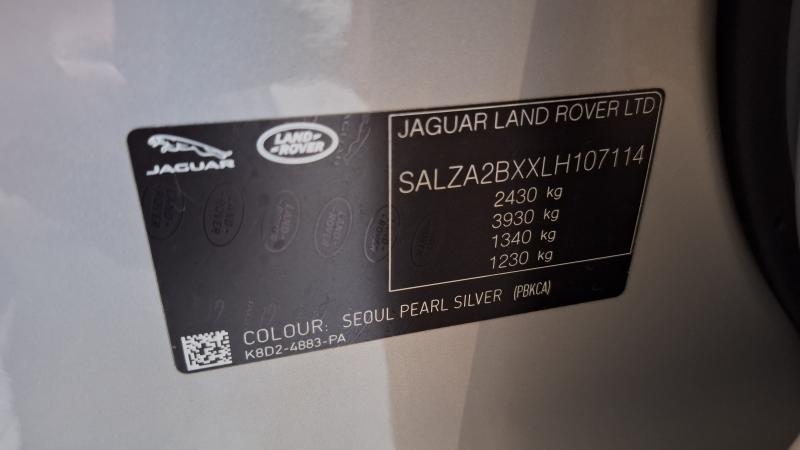 JAGUAR
LAND
ROVER
JAGUAR LAND ROVER LTD
SALZA2BXXLH107114
2430 kg
3930 kg
1340 kg
1230 kg
COLOUR: SEOUL PEARL SILVER (PBKCA)
K8D2-4B83-PA